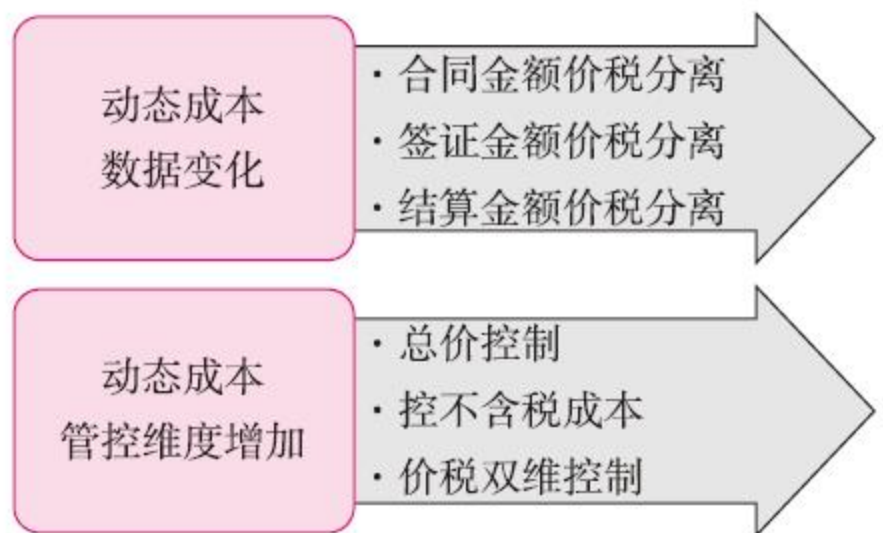 动态成本
数据变化
·合同金额价税分离
·签证金额价税分离
·结算金额价税分离
动态成本
管控维度增加
·总价控制
·控不含税成本
·价税双维控制